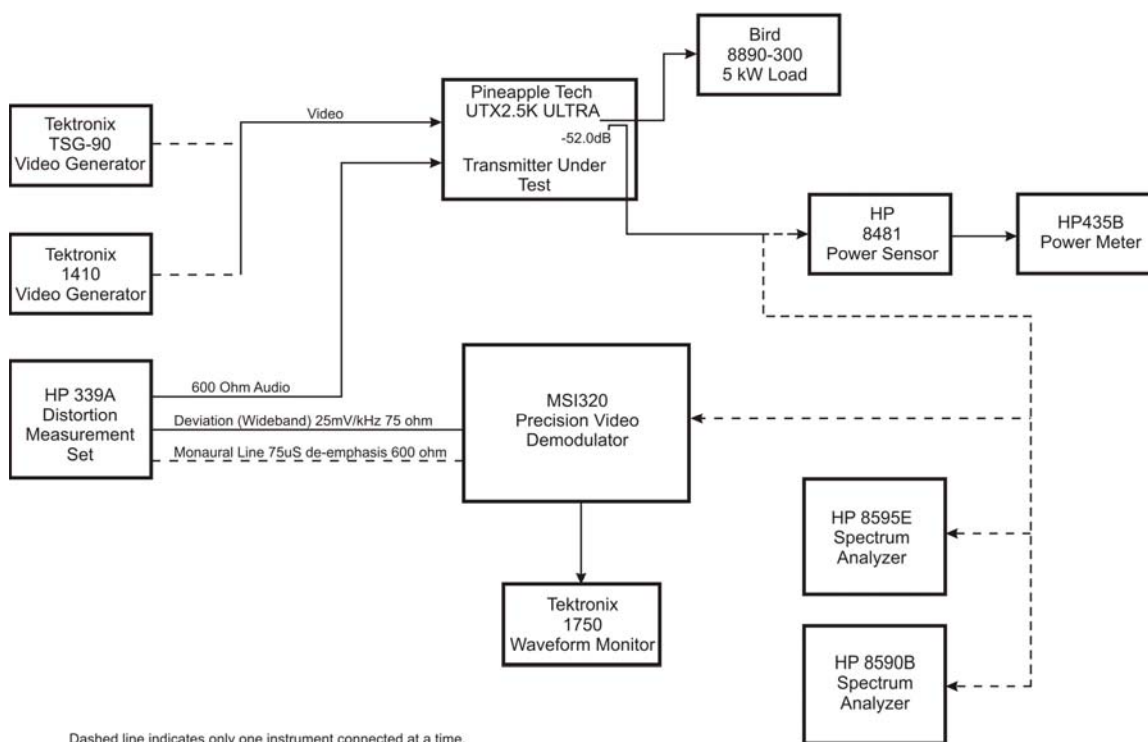 Bird
8890-300
5 kW Load
Pineapple Tech
UTX2.5K ULTRA
-52.0dB
Transmitter Under
Test
Video
Tektronix
TSG-90
Video Generator
HP
8481
Power Sensor
HP435B
Power Meter
Tektronix
1410
Video Generator
HP 339A
Distortion
Measurement
Set
600 Ohm Audio
Deviation (Wideband) 25mV/kHz 75 ohm
Monaural Line 75uS de-emphasis 600 ohm
MSI320
Precision Video
Demodulator
HP 8595E
Spectrum
Analyzer
Tektronix
1750
Waveform Monitor
HP 8590B
Spectrum
Analyzer
Dashed line indicates only one instrument connected at a time